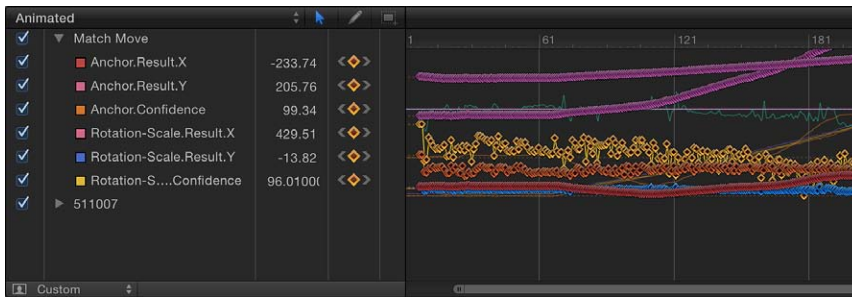 Animated
1 61 121 181
Match Move
Anchor.Result.X -233.74
Anchor.Result.Y 205.76
Anchor.Confidence 99.34
Rotation-Scale.Result.X 429.51
Rotation-Scale.Result.Y -13.82
Rotation-S....Confidence 96.01000
511007
Custom